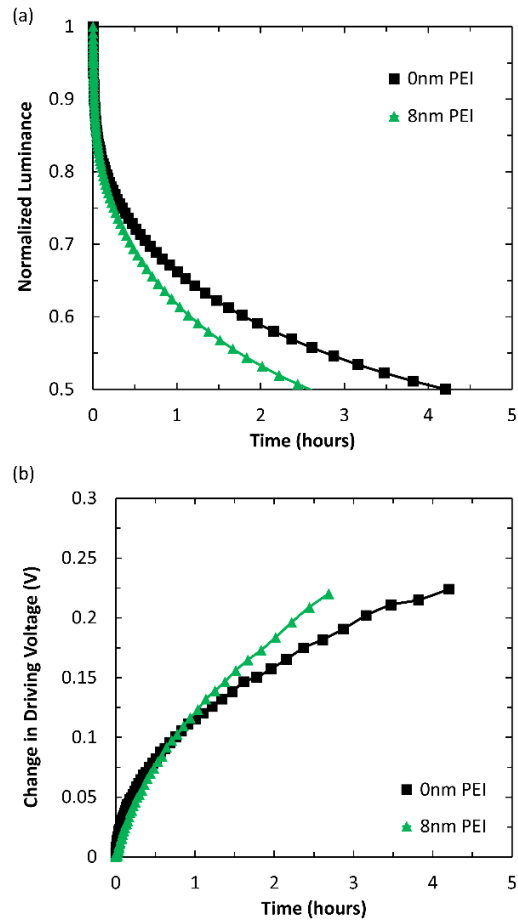 (a)
1
0.9
0.8
0.7
0.6
0.5
Normalized Luminance
0nm PEI
8nm PEI
0 1 2 3 4 5
Time (hours)
(b)
0.3
0.25
0.2
0.15
0.1
0.05
0
Change in Driving Voltage (V)
0nm PEI
8nm PEI
0 1 2 3 4 5
Time (hours)